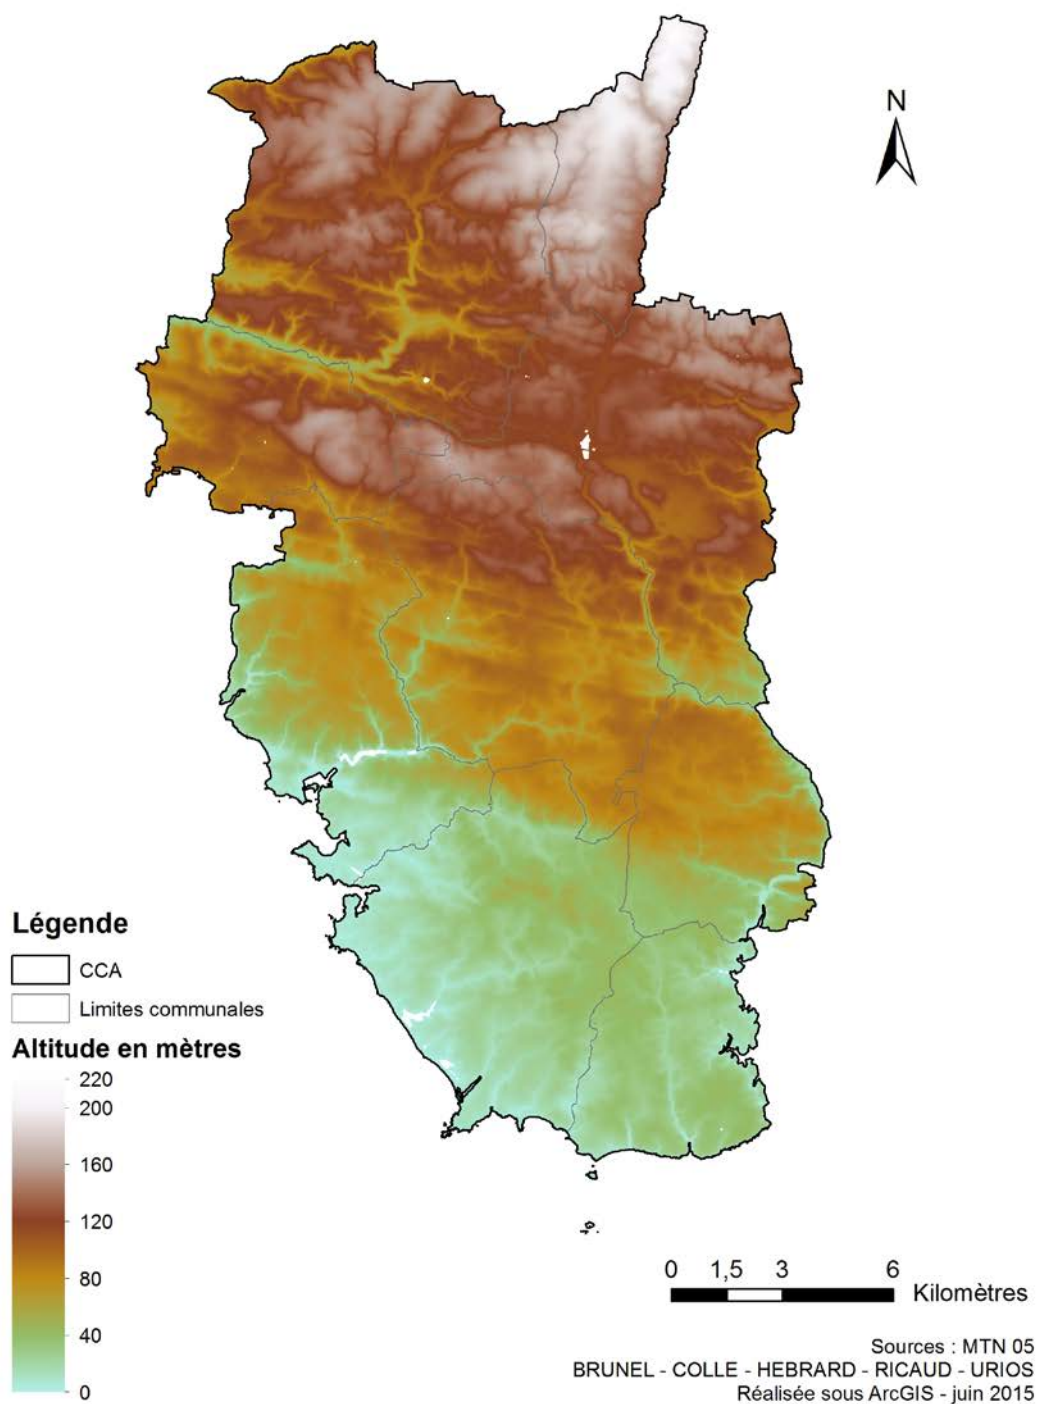 N
Légende
CCA
Limites communales
Altitude en mètres
220
200
160
120
80
40
0
0 1,5 3 6
Kilomètres
Sources : MTN 05
BRUNEL - COLLE - HEBRARD - RICAUD - URIOS
Réalisée sous ArcGIS - juin 2015